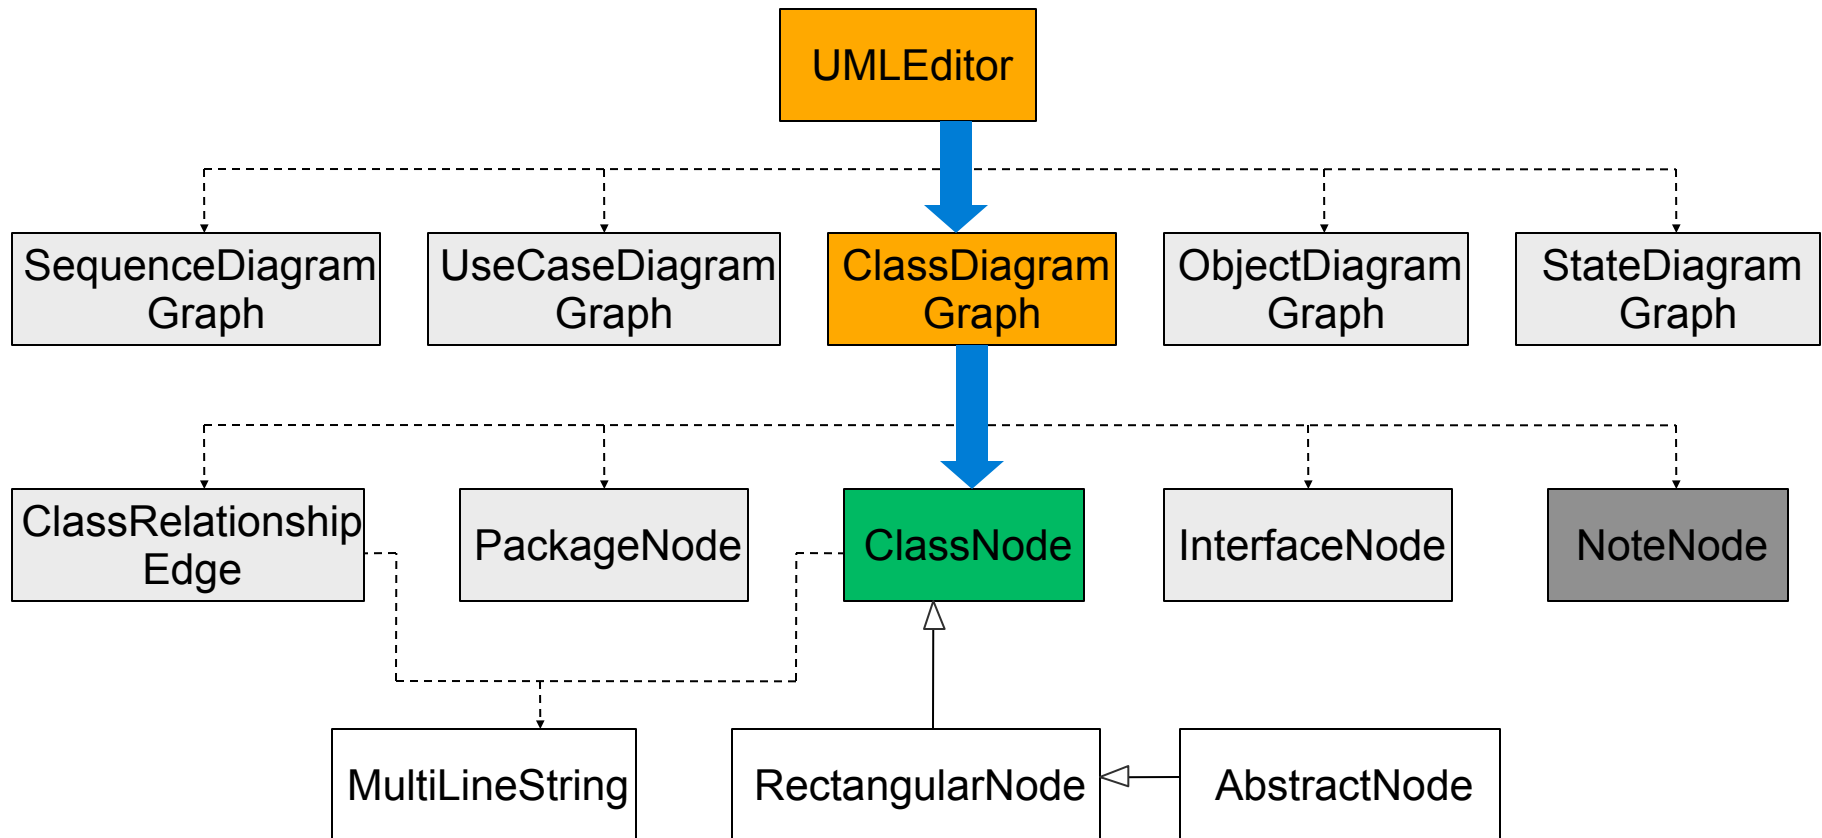 UMLEditor
SequenceDiagram
Graph
UseCaseDiagram
Graph
ClassDiagram
Graph
ObjectDiagram
Graph
StateDiagram
Graph
ClassRelationship
Edge
PackageNode
ClassNode
InterfaceNode
NoteNode
MultiLineString
RectangularNode
AbstractNode